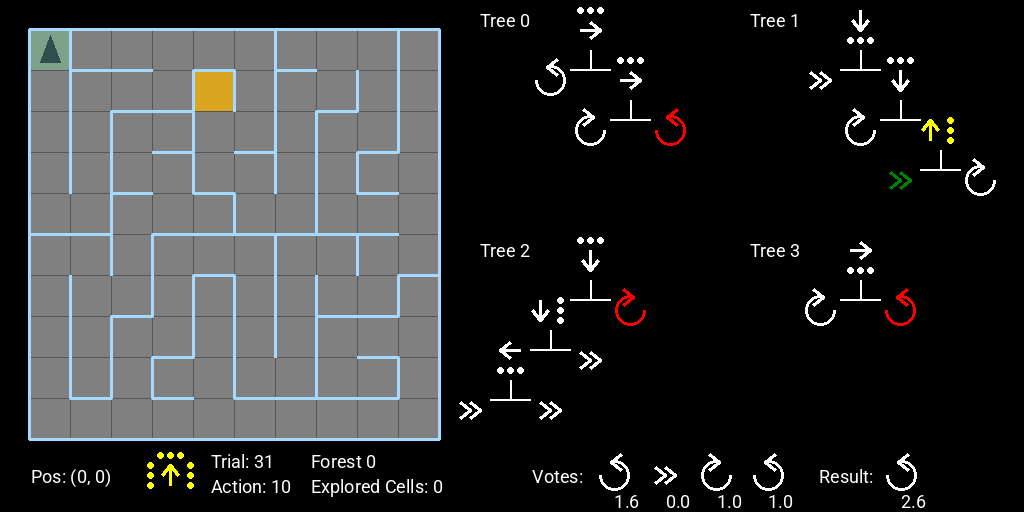 Tree 0
Tree 1
Tree 2
Tree 3
Pos: (0, 0)
Trial: 31
Forest 0
Action: 10
Explored Cells: 0
Votes:
1.6
0.0
1.0
1.0
Result:
2.6